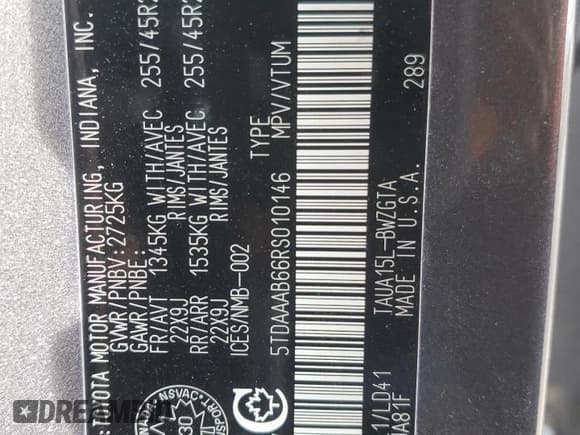 :TOYOTA MOTOR MANUFACTURING, INDIANA, INC.
GVWR/PNBV:2725KG
GAWR/PNBE:
FR/AVT 1345KG WITH/AVEC 255/45R2
22X9J RIMS/JANTES
RR/ARR 1535KG WITH/AVEC 255/45R2
22X9J RIMS/JANTES
ICES/NMB-002
5TDAAAB66RS010146 TYPE
MPV/VTUM
289
1/LD41 TAUA15L-BWZGTA
A81F MADE IN U.S.A.
NSVAC
30